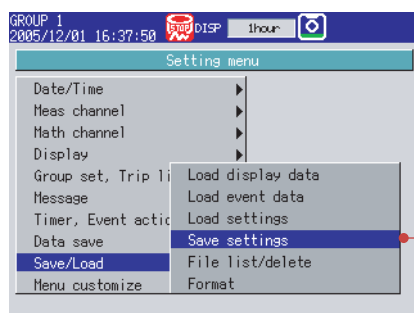 GROUP 1
2005/12/01 16:37:50 STOP DISP 1hour
Setting menu
Date/Time
Meas channel
Math channel
Display
Group set, Trip li
Message
Timer, Event actio
Data save
Save/Load
Menu customize
Load display data
Load event data
Load settings
Save settings
File list/delete
Format